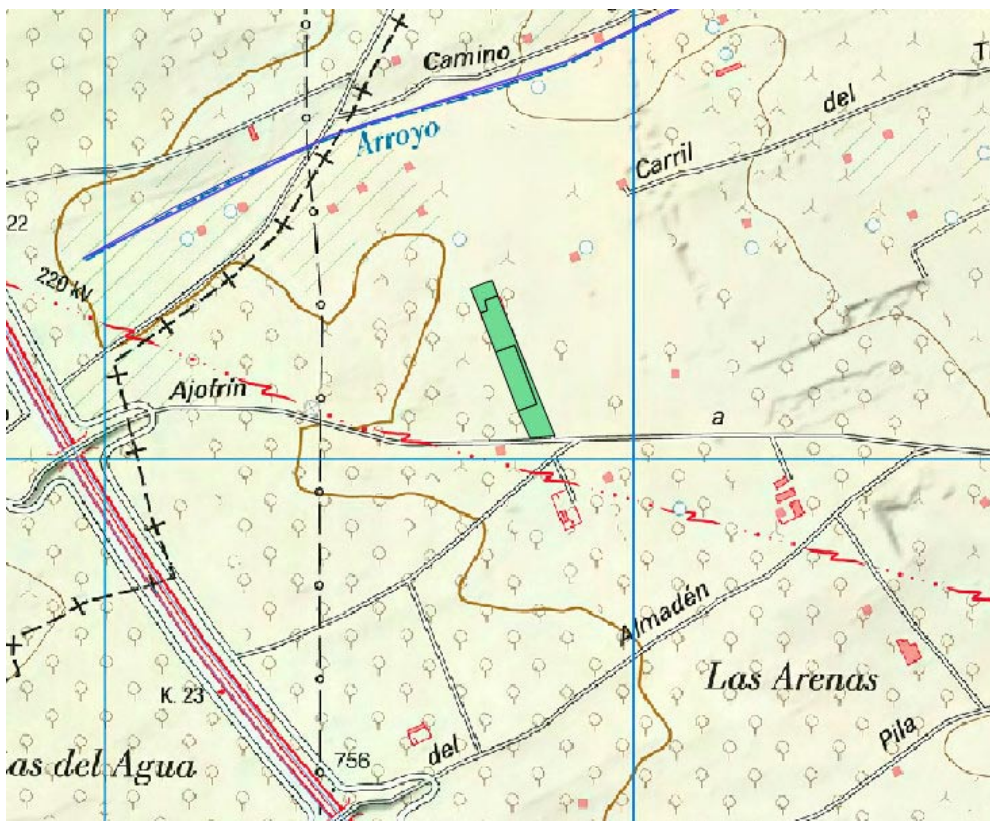 Camino
Arroyo
del
T
Carril
22
220 kV
Ajofrín
a
Almadén
Las Arenas
K. 23
756
del
Pila
as del Agua